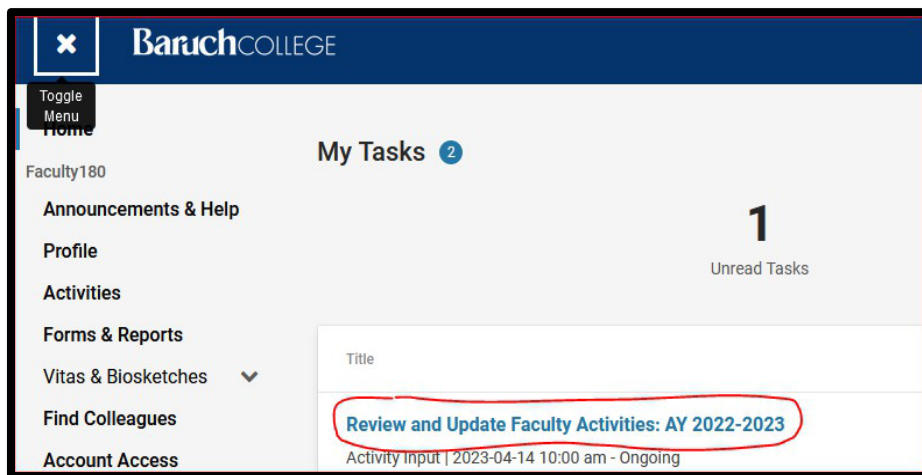 BaruchCOLLEGE
Toggle
Menu
Home
Faculty180
Announcements & Help
Profile
Activities
Forms & Reports
Vitas & Biosketches
Find Colleagues
Account Access
My Tasks 2
1
Unread Tasks
Title
Review and Update Faculty Activities: AY 2022-2023
Activity Input | 2023-04-14 10:00 am - Ongoing